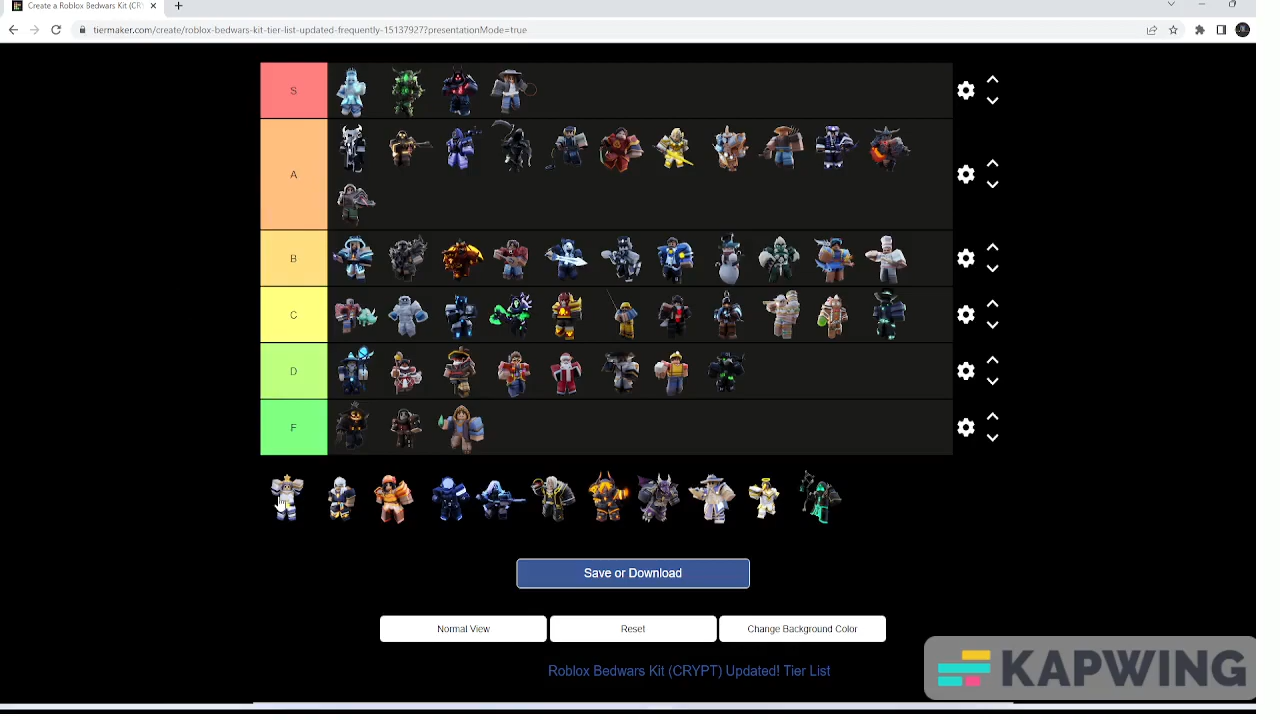 Create a Roblox Bedwars Kit (CR
tiermaker.com/create/roblox-bedwars-kit-tier-list-updated-frequently-15137927?presentationMode=true
S
A
B
C
D
F
Save or Download
Normal View
Reset
Change Background Color
Roblox Bedwars Kit (CRYPT) Updated! Tier List
KAPWING